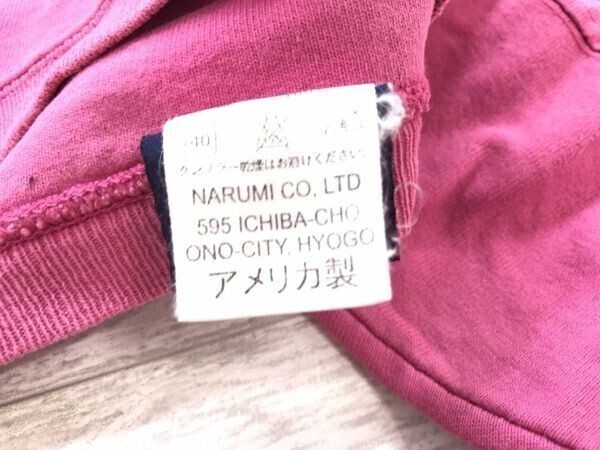 40
タンブラー乾燥はお避けください。
NARUMI CO, LTD
595 ICHIBA-CHO
ONO-CITY, HYOGO
アメリカ製